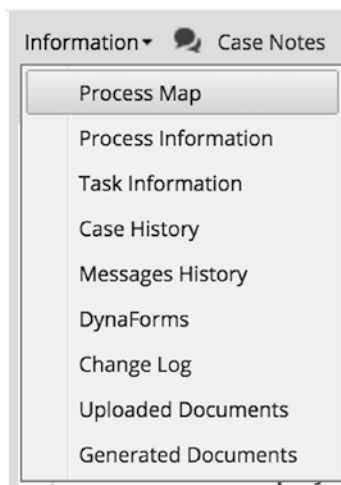 Information Case Notes
Process Map
Process Information
Task Information
Case History
Messages History
DynaForms
Change Log
Uploaded Documents
Generated Documents